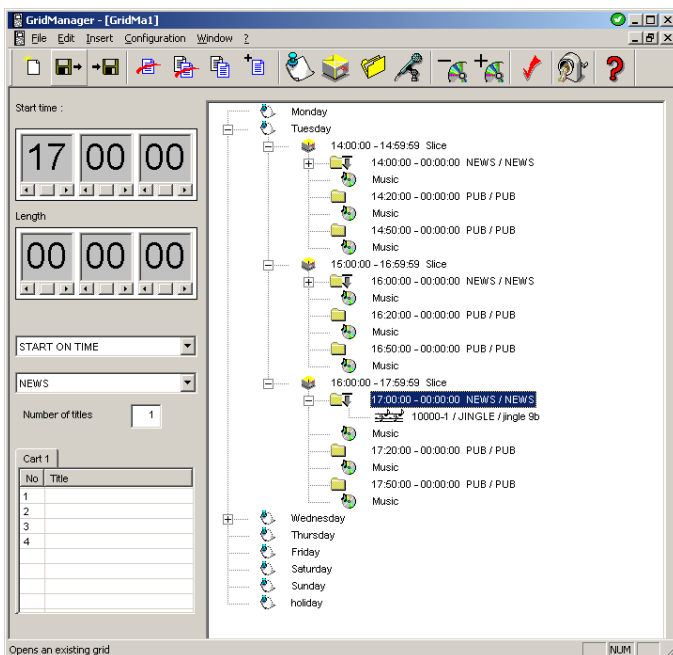 GridManager - [GridMa1]
File Edit Insert Configuration Window ?
Start time :
17 00 00
Length
00 00 00
START ON TIME
NEWS
Number of titles 1
Cart 1
No Title
1
2
3
4
Monday
Tuesday
14:00:00 - 14:59:59 Slice
14:00:00 - 00:00:00 NEWS / NEWS
Music
14:20:00 - 00:00:00 PUB / PUB
Music
14:50:00 - 00:00:00 PUB / PUB
Music
15:00:00 - 16:59:59 Slice
16:00:00 - 00:00:00 NEWS / NEWS
Music
16:20:00 - 00:00:00 PUB / PUB
Music
16:50:00 - 00:00:00 PUB / PUB
Music
16:00:00 - 17:59:59 Slice
17:00:00 - 00:00:00 NEWS / NEWS
10000-1 / JINGLE / jingle 9b
Music
17:20:00 - 00:00:00 PUB / PUB
Music
17:50:00 - 00:00:00 PUB / PUB
Music
Wednesday
Thursday
Friday
Saturday
Sunday
holiday
Opens an existing grid
NUM